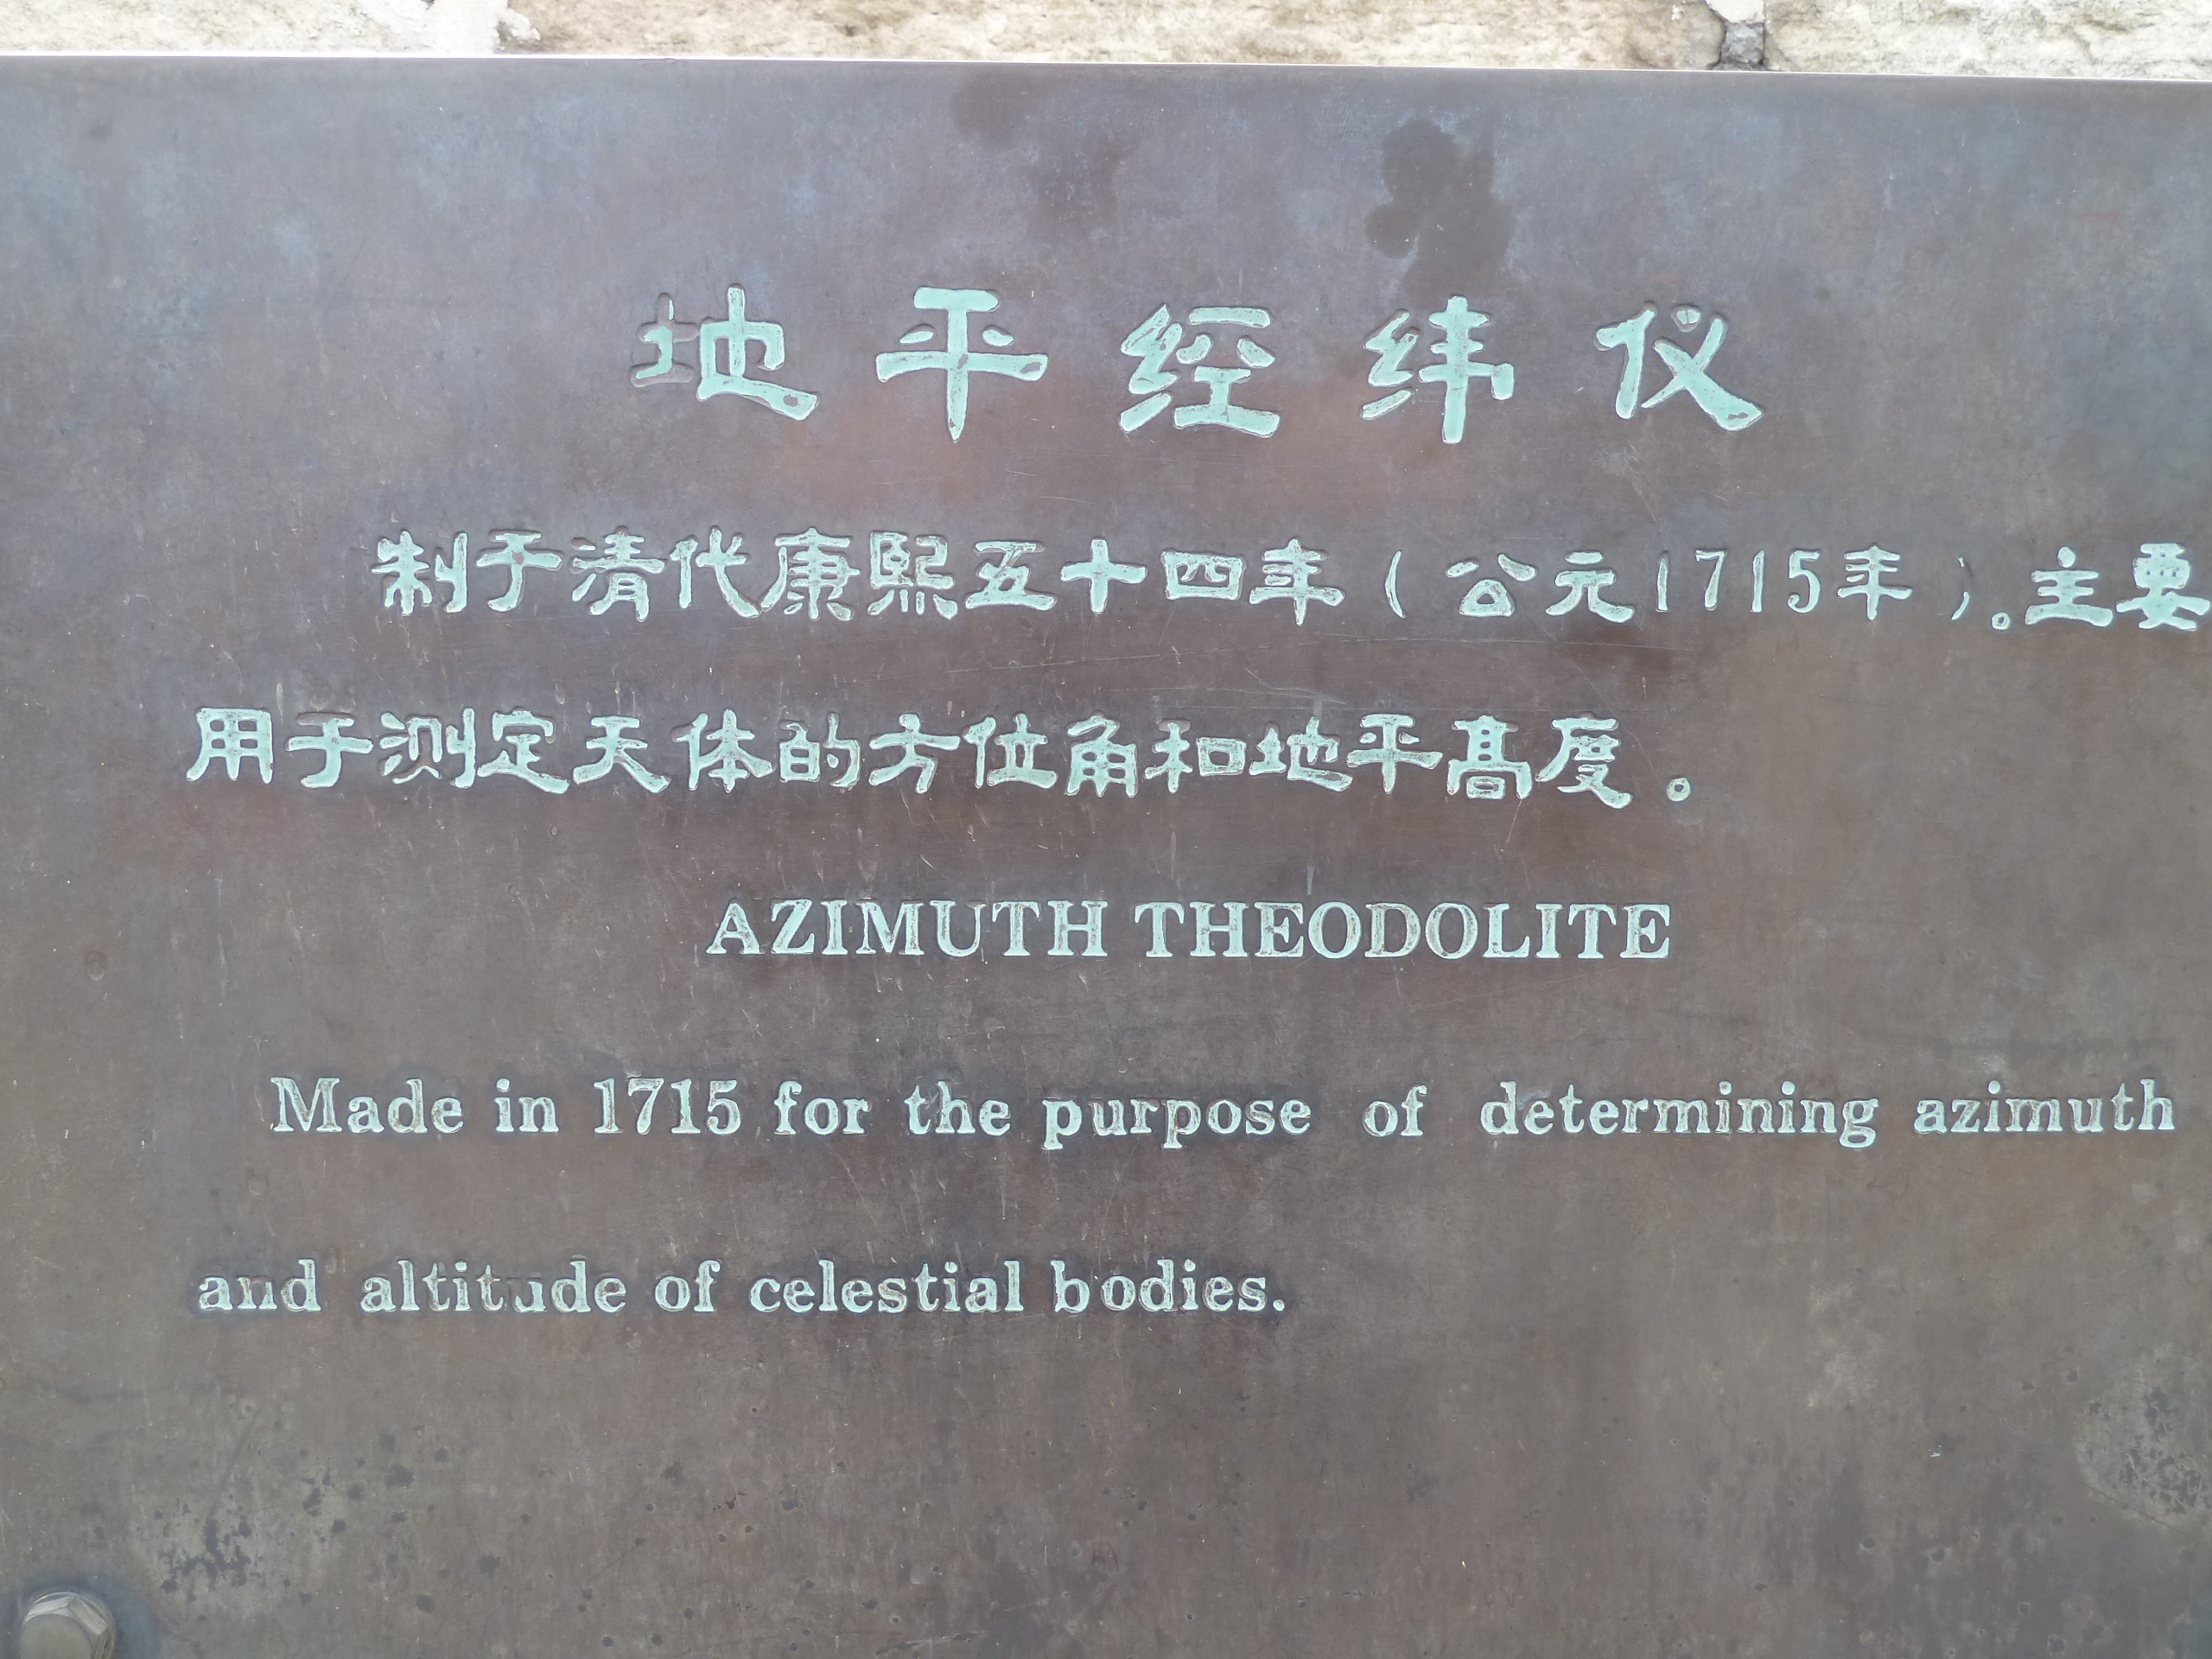 地平经纬仪
制于清代康熙五十四年（公元1715年）。主要
用于测定天体的方位角和地平高度。
AZIMUTH THEODOLITE
Made in 1715 for the purpose of determining azimuth
and altitude of celestial bodies.